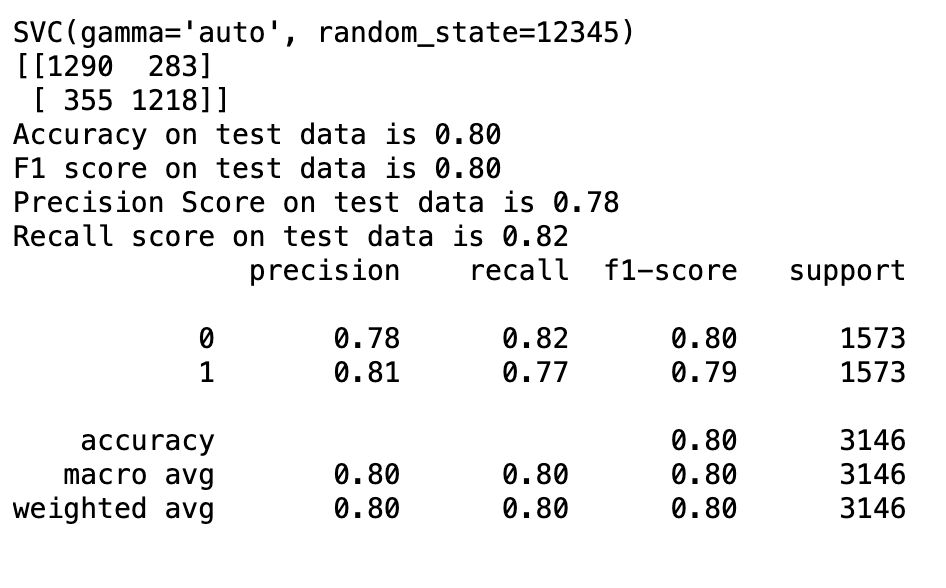 SVC(gamma='auto', random_state=12345)
[[1290  283]
 [ 355 1218]]
Accuracy on test data is 0.80
F1 score on test data is 0.80
Precision Score on test data is 0.78
Recall score on test data is 0.82
              precision    recall  f1-score   support

           0       0.78      0.82      0.80      1573
           1       0.81      0.77      0.79      1573

    accuracy                           0.80      3146
   macro avg       0.80      0.80      0.80      3146
weighted avg       0.80      0.80      0.80      3146